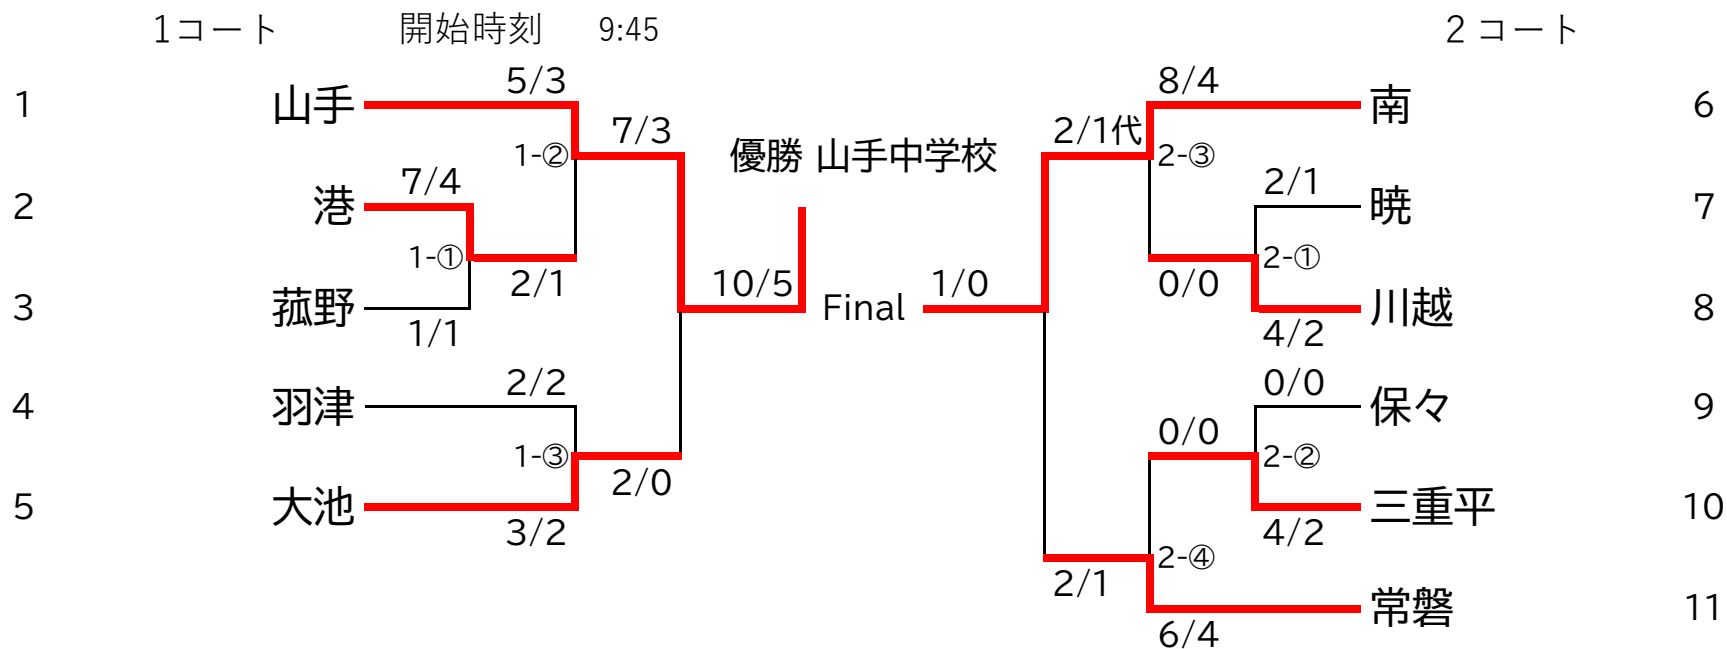 1コート 開始時刻 9:45 2コート
5/3 8/4
1 山手 南 6
7/3 2/1代
1-② 優勝 山手中学校 2-③
7/4 2/1
2 港 暁 7
1-① 2-①
2/1 10/5 1/0 0/0
3 菰野 Final 川越 8
1/1 4/2
2/2 0/0
4 羽津 保々 9
0/0
1-③ 2-②
2/0
5 大池 三重平 10
3/2 4/2
2-④
2/1
常磐 11
6/4